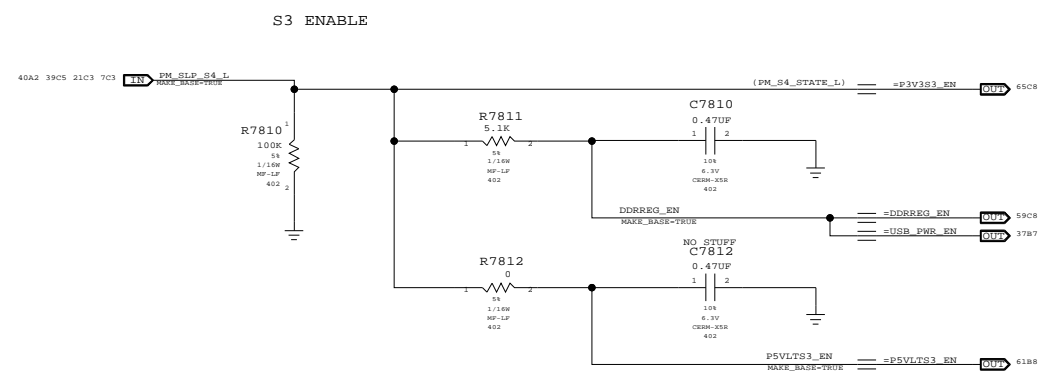 S3 ENABLE
40A2 39C5 21C3 7C3
IN
PM_SLP_S4_L
MAKE_BASE=TRUE
(PM_S4_STATE_L)
=P3V3S3_EN
OUT
65C8
R7810
100K
5%
1/16W
MF-LF
402
1
2
R7811
5.1K
1
2
5%
1/16W
MF-LF
402
C7810
0.47UF
1
2
10%
6.3V
CERM-X5R
402
DDRREG_EN
MAKE_BASE=TRUE
=DDRREG_EN
OUT
59C8
=USB_PWR_EN
OUT
37B7
R7812
0
1
2
5%
1/16W
MF-LF
402
NO STUFF
C7812
0.47UF
1
2
10%
6.3V
CERM-X5R
402
P5VLTS3_EN
MAKE_BASE=TRUE
=P5VLTS3_EN
OUT
61B8